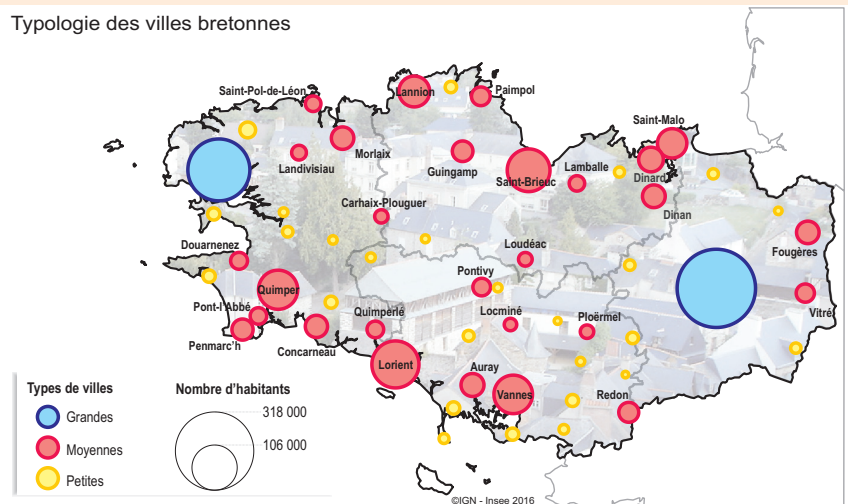 Typologie des villes bretonnes
Saint-Pol-de-Léon
Lannion
Paimpol
Saint-Malo
Morlaix
Landivisiau
Guingamp
Saint-Brieuc
Lamballe
Dinard
Dinan
Carhaix-Plouguer
Fougères
Douarnenez
Loudéac
Pontivy
Quimper
Vitré
Pont-l'Abbé
Quimperlé
Locminé
Ploërmel
Penmarc'h
Concarneau
Lorient
Auray
Vannes
Redon
Types de villes
Grandes
Moyennes
Petites
Nombre d'habitants
318 000
106 000
©IGN - Insee 2016